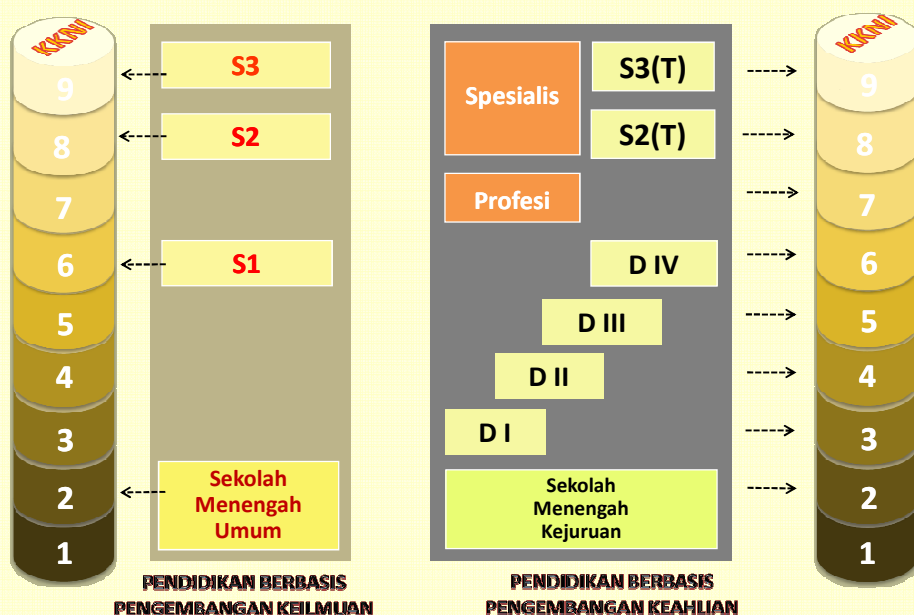 KKNI
9
8
7
6
5
4
3
2
1
S3
S2
S1
Sekolah
Menengah
Umum
PENDIDIKAN BERBASIS
PENGEMBANGAN KEILMUAN
Spesialis
S3(T)
S2(T)
Profesi
D IV
D III
D II
D I
Sekolah
Menengah
Kejuruan
PENDIDIKAN BERBASIS
PENGEMBANGAN KEAHLIAN
KKNI
9
8
7
6
5
4
3
2
1